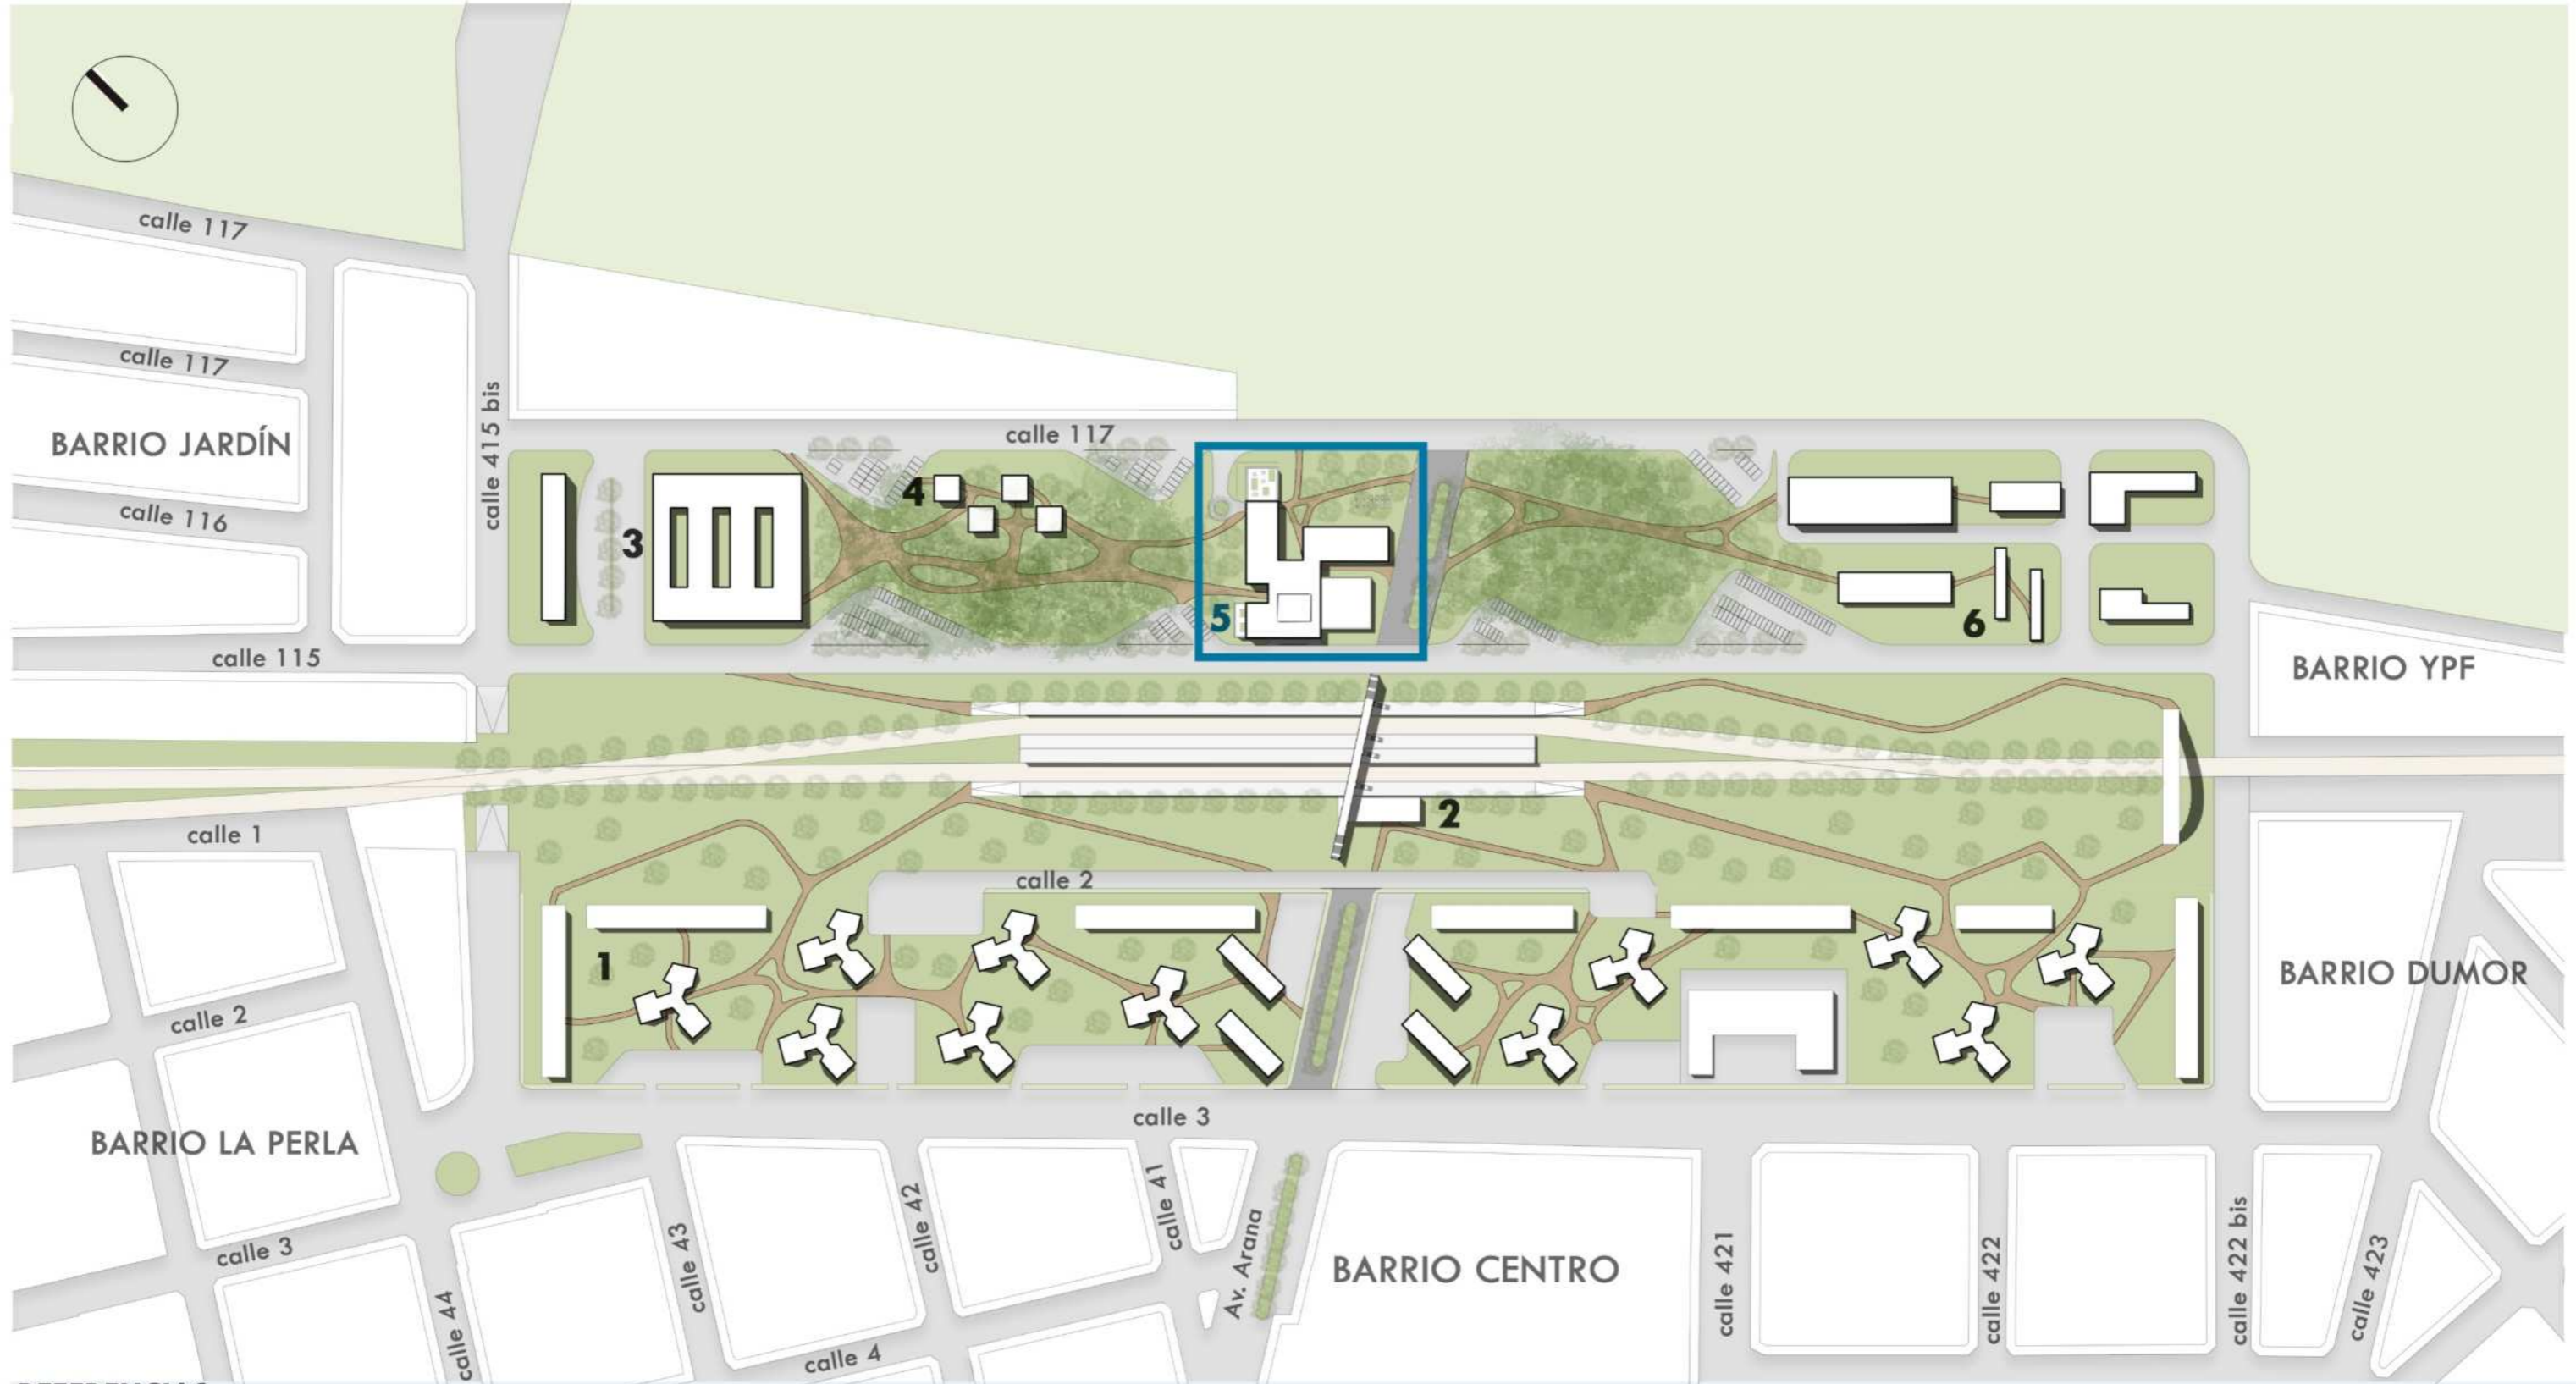 calle 117
calle 117
BARRIO JARDÍN
calle 415 bis
calle 117
calle 116
4
3
5
6
calle 115
BARRIO YPF
calle 1
2
calle 2
1
BARRIO DUMOR
calle 2
calle 3
BARRIO LA PERLA
calle 41
calle 42
calle 43
Av. Arana
calle 3
BARRIO CENTRO
calle 421
calle 422
calle 422 bis
calle 423
calle 44
calle 4